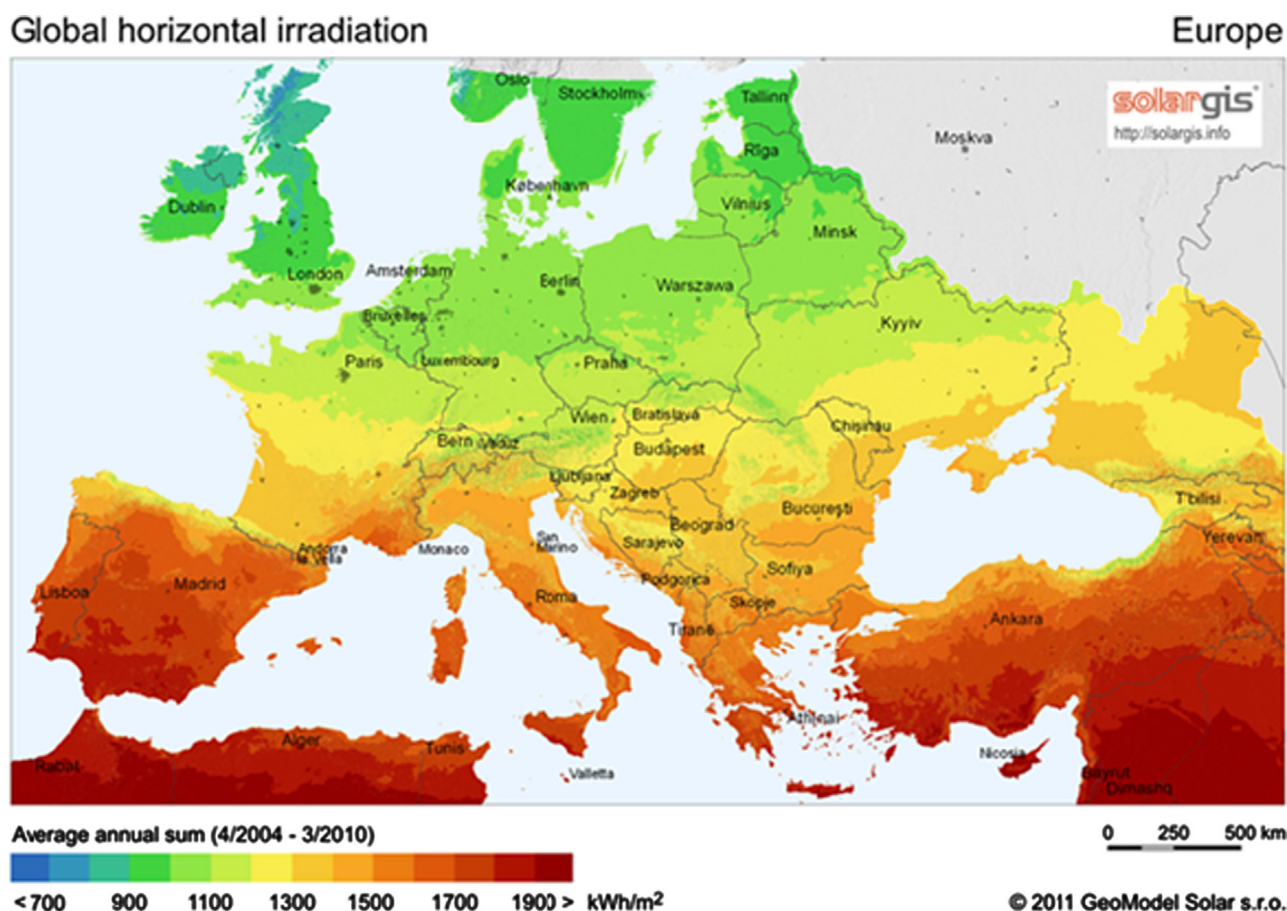 Global horizontal irradiation
Europe
solargis
http://solargis.info
Oslo
Stockholm
Tallinn
Moskva
Rīga
København
Vilnius
Dublin
Minsk
London
Amsterdam
Berlin
Warszawa
Bruxelles
Kyyiv
Paris
Luxembourg
Praha
Wien
Bratislava
Chişinău
Bern
Vaduz
Budapest
Ljubljana
Zagreb
T'bilisi
Beograd
Bucureşti
Yerevan
Andorra
la Vella
Monaco
San
Marino
Sarajevo
Podgorica
Sofiya
Lisboa
Madrid
Roma
Skopje
Ankara
Tiranë
Athinai
Alger
Tunis
Nicosia
Rabat
Valletta
Bayrut
Dimashq
Average annual sum (4/2004 - 3/2010)
0 250 500 km
<700 900 1100 1300 1500 1700 1900 > kWh/m²
© 2011 GeoModel Solar s.r.o.